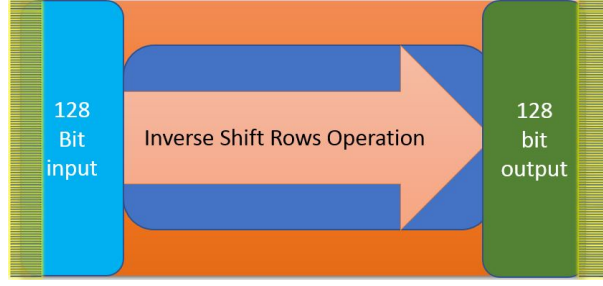 128
Bit
input
Inverse Shift Rows Operation
128
bit
output